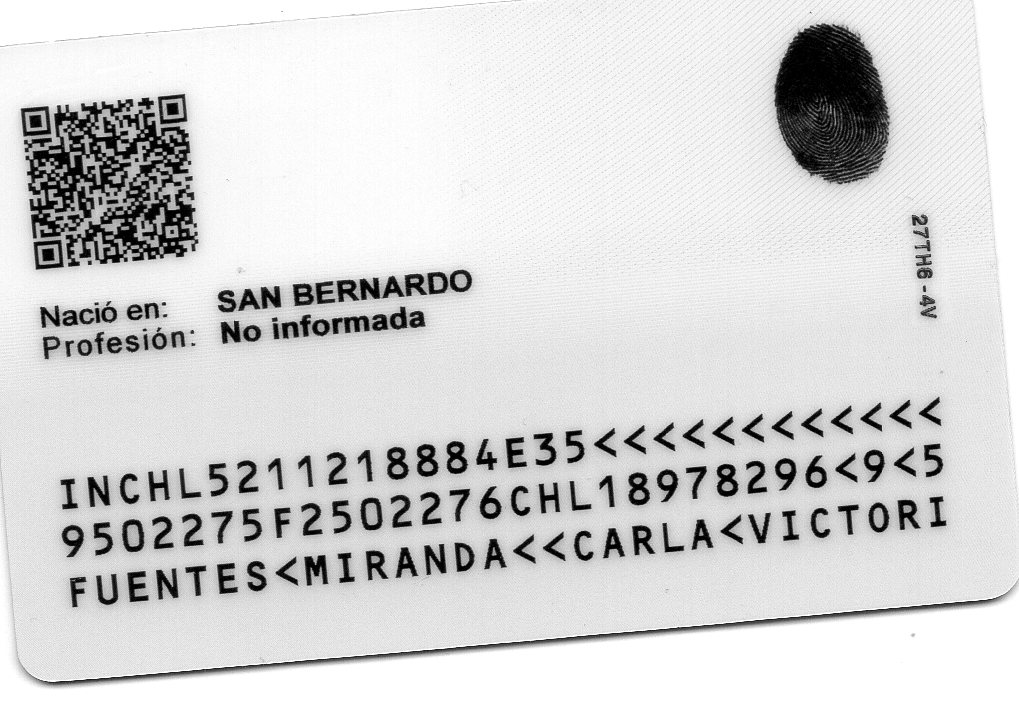 27TH6-4V
Nació en: SAN BERNARDO
Profesión: No informada
INCHL5211218884E35<<<<<<<<<<<<
9502275F2502276CHL18978296<9<5
FUENTES<MIRANDA<<CARLA<VICTORI